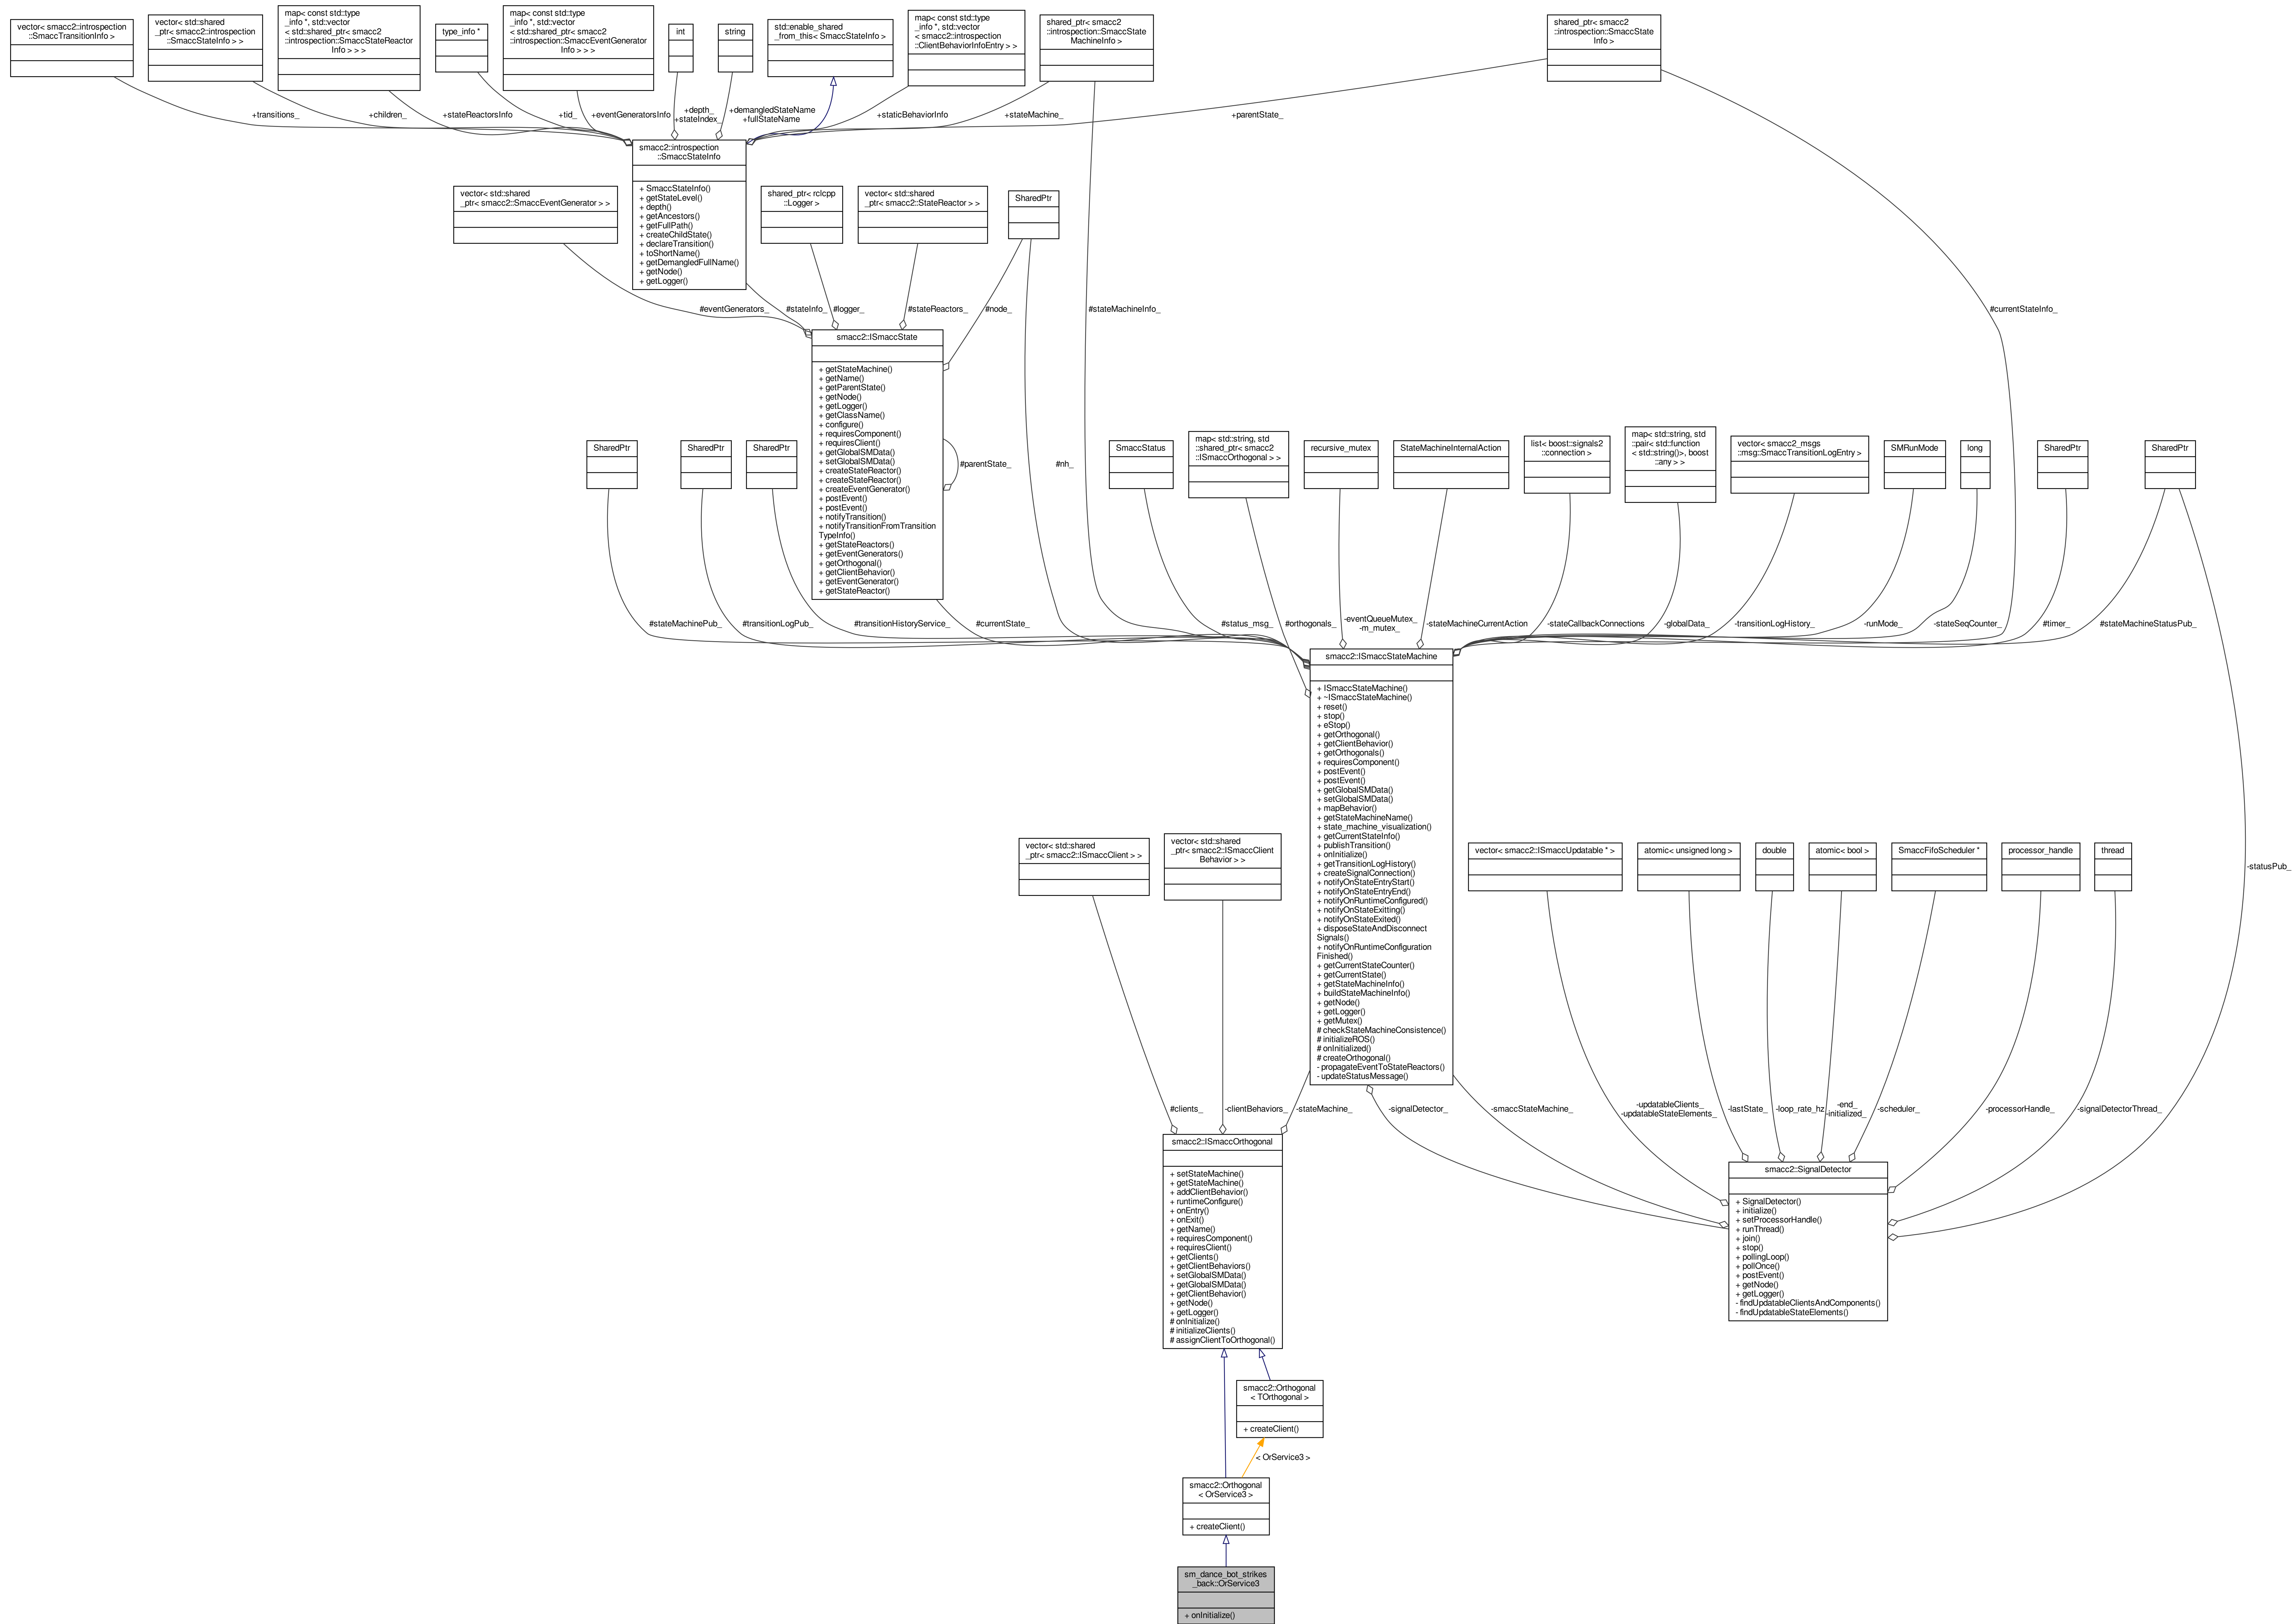 vector< smacc2::introspection
::SmaccTransitionInfo >
vector< std::shared
_ptr< smacc2::introspection
::SmaccStateInfo > >
map< const std::type
_info *, std::vector
< std::shared_ptr< smacc2
::introspection::SmaccStateReactor
Info > > >
type_info *
map< const std::type
_info *, std::vector
< std::shared_ptr< smacc2
::introspection::SmaccEventGenerator
Info > > >
int
string
std::enable_shared
_from_this< SmaccStateInfo >
map< const std::type
_info *, std::vector
< smacc2::introspection
::ClientBehaviorInfoEntry > >
shared_ptr< smacc2
::introspection::SmaccState
MachineInfo >
shared_ptr< smacc2
::introspection::SmaccState
Info >
+transitions_
+children_
+stateReactorsInfo
+tid_
+eventGeneratorsInfo
+depth_
+stateIndex_
+demangledStateName
+fullStateName
+staticBehaviorInfo
+stateMachine_
+parentState_
smacc2::introspection
::SmaccStateInfo
+ SmaccStateInfo()
+ getStateLevel()
+ depth()
+ getAncestors()
+ getFullPath()
+ createChildState()
+ declareTransition()
+ toShortName()
+ getDemangledFullName()
+ getNode()
+ getLogger()
vector< std::shared
_ptr< smacc2::SmaccEventGenerator > >
shared_ptr< rclcpp
::Logger >
vector< std::shared
_ptr< smacc2::StateReactor > >
SharedPtr
#eventGenerators_
#stateInfo_
#logger_
#stateReactors_
#node_
#stateMachineInfo_
#currentStateInfo_
smacc2::ISmaccState
+ getStateMachine()
+ getName()
+ getParentState()
+ getNode()
+ getLogger()
+ getClassName()
+ configure()
+ requiresComponent()
+ requiresClient()
+ getGlobalSMData()
+ setGlobalSMData()
+ createStateReactor()
+ createStateReactor()
+ createEventGenerator()
+ postEvent()
+ postEvent()
+ notifyTransition()
+ notifyTransitionFromTransition
TypeInfo()
+ getStateReactors()
+ getEventGenerators()
+ getOrthogonal()
+ getClientBehavior()
+ getEventGenerator()
+ getStateReactor()
#parentState_
#nh_
SharedPtr
SharedPtr
SharedPtr
SmaccStatus
map< std::string, std
::shared_ptr< smacc2
::ISmaccOrthogonal > >
recursive_mutex
StateMachineInternalAction
list< boost::signals2
::connection >
map< std::string, std
::pair< std::function
< std::string()>, boost
::any > >
vector< smacc2_msgs
::msg::SmaccTransitionLogEntry >
SMRunMode
long
SharedPtr
SharedPtr
#stateMachinePub_
#transitionLogPub_
#transitionHistoryService_
#currentState_
#status_msg_
#orthogonals_
-eventQueueMutex_
-m_mutex_
-stateMachineCurrentAction
-stateCallbackConnections
-globalData_
-transitionLogHistory_
-runMode_
-stateSeqCounter_
#timer_
#stateMachineStatusPub_
smacc2::ISmaccStateMachine
+ ISmaccStateMachine()
+ ~ISmaccStateMachine()
+ reset()
+ stop()
+ eStop()
+ getOrthogonal()
+ getClientBehavior()
+ getOrthogonals()
+ requiresComponent()
+ postEvent()
+ postEvent()
+ getGlobalSMData()
+ setGlobalSMData()
+ mapBehavior()
+ getStateMachineName()
+ state_machine_visualization()
+ getCurrentStateInfo()
+ publishTransition()
+ onInitialize()
+ getTransitionLogHistory()
+ createSignalConnection()
+ notifyOnStateEntryStart()
+ notifyOnStateEntryEnd()
+ notifyOnRuntimeConfigured()
+ notifyOnStateExitting()
+ notifyOnStateExited()
+ disposeStateAndDisconnect
Signals()
+ notifyOnRuntimeConfiguration
Finished()
+ getCurrentStateCounter()
+ getCurrentState()
+ getStateMachineInfo()
+ buildStateMachineInfo()
+ getNode()
+ getLogger()
+ getMutex()
# checkStateMachineConsistence()
# initializeROS()
# onInitialized()
# createOrthogonal()
- propagateEventToStateReactors()
- updateStatusMessage()
vector< std::shared
_ptr< smacc2::ISmaccClient > >
vector< std::shared
_ptr< smacc2::ISmaccClient
Behavior > >
vector< smacc2::ISmaccUpdatable * >
atomic< unsigned long >
double
atomic< bool >
SmaccFifoScheduler *
processor_handle
thread
-statusPub_
#clients_
-clientBehaviors_
-stateMachine_
-signalDetector_
-smaccStateMachine_
-updatableClients_
-updatableStateElements_
-lastState_
-loop_rate_hz_
-end_
-initialized_
-scheduler_
-processorHandle_
-signalDetectorThread_
smacc2::ISmaccOrthogonal
+ setStateMachine()
+ getStateMachine()
+ addClientBehavior()
+ runtimeConfigure()
+ onEntry()
+ onExit()
+ getName()
+ requiresComponent()
+ requiresClient()
+ getClients()
+ getClientBehaviors()
+ setGlobalSMData()
+ getGlobalSMData()
+ getClientBehavior()
+ getNode()
+ getLogger()
# onInitialize()
# initializeClients()
# assignClientToOrthogonal()
smacc2::SignalDetector
+ SignalDetector()
+ initialize()
+ setProcessorHandle()
+ runThread()
+ join()
+ stop()
+ pollingLoop()
+ pollOnce()
+ postEvent()
+ getNode()
+ getLogger()
- findUpdatableClientsAndComponents()
- findUpdatableStateElements()
smacc2::Orthogonal
< TOrthogonal >
+ createClient()
< OrService3 >
smacc2::Orthogonal
< OrService3 >
+ createClient()
sm_dance_bot_strikes
_back::OrService3
+ onInitialize()